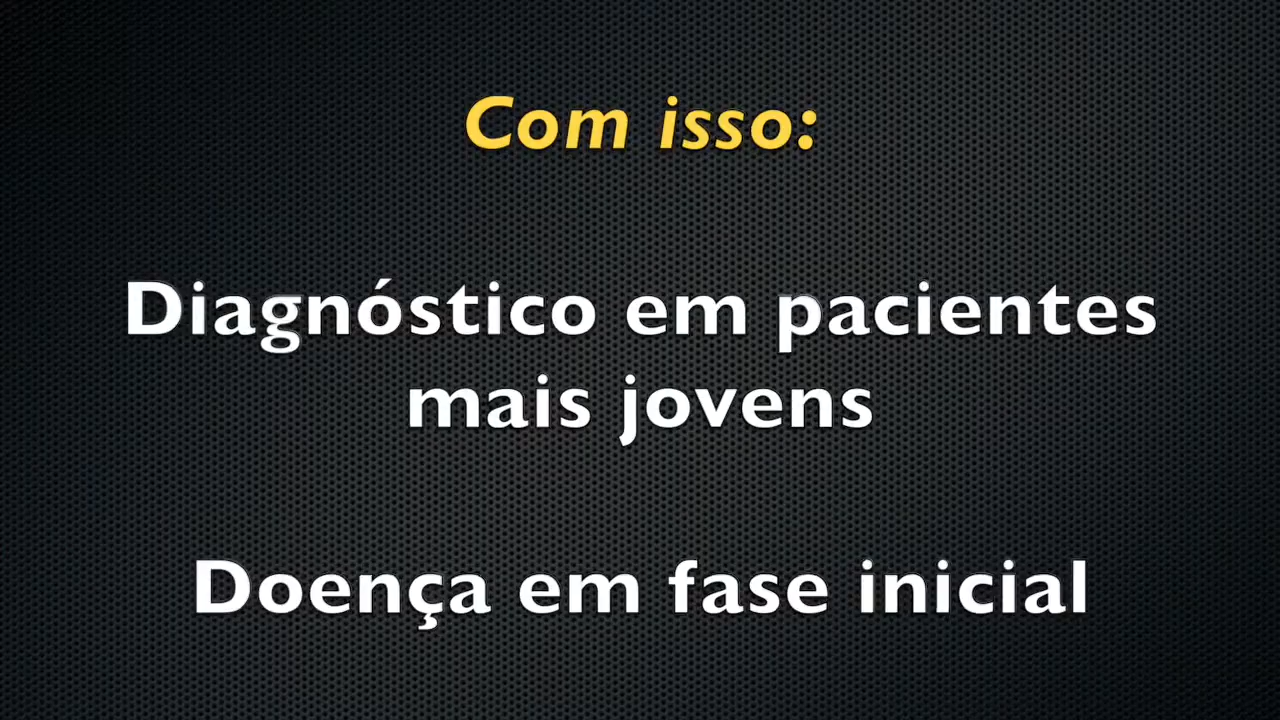 Com isso:
Diagnóstico em pacientes
mais jovens
Doença em fase inicial